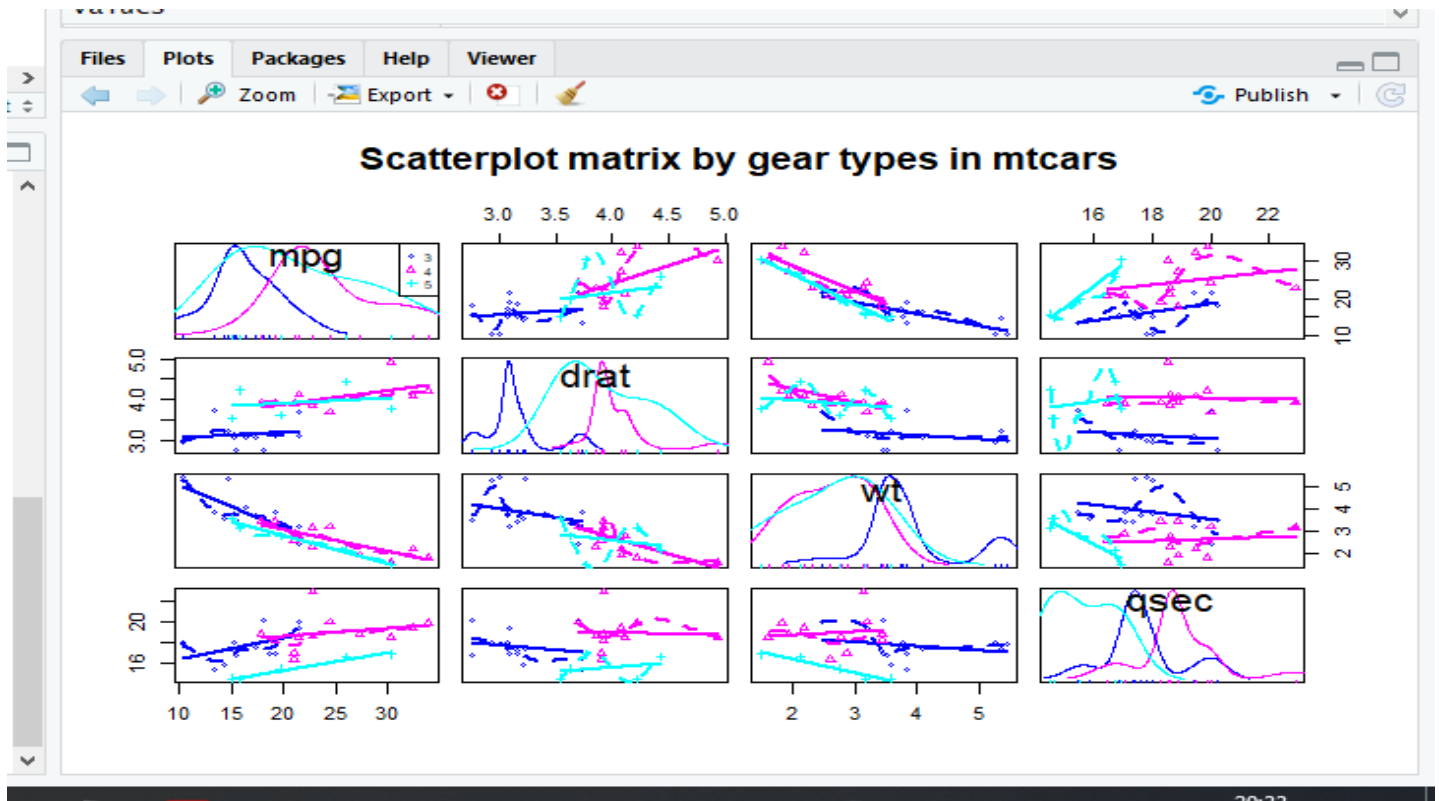 Files Plots Packages Help Viewer
Zoom Export Publish
Scatterplot matrix by gear types in mtcars
3.0 3.5 4.0 4.5 5.0
16 18 20 22
mpg
3
4
5
10 20 30
3.0 4.0 5.0
drat
wt
2 3 4 5
16 20
qsec
10 15 20 25 30
2 3 4 5